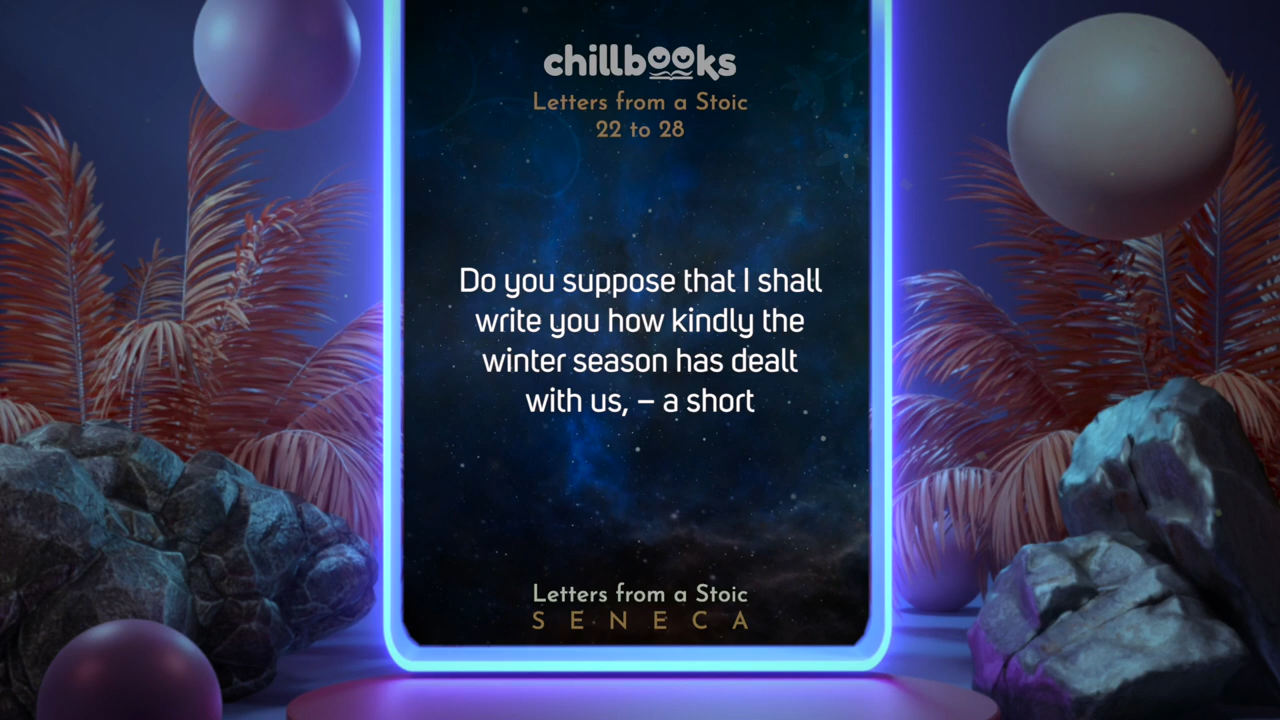 chillbooks
Letters from a Stoic
22 to 28
Do you suppose that I shall
write you how kindly the
winter season has dealt
with us, – a short
Letters from a Stoic
SENECA